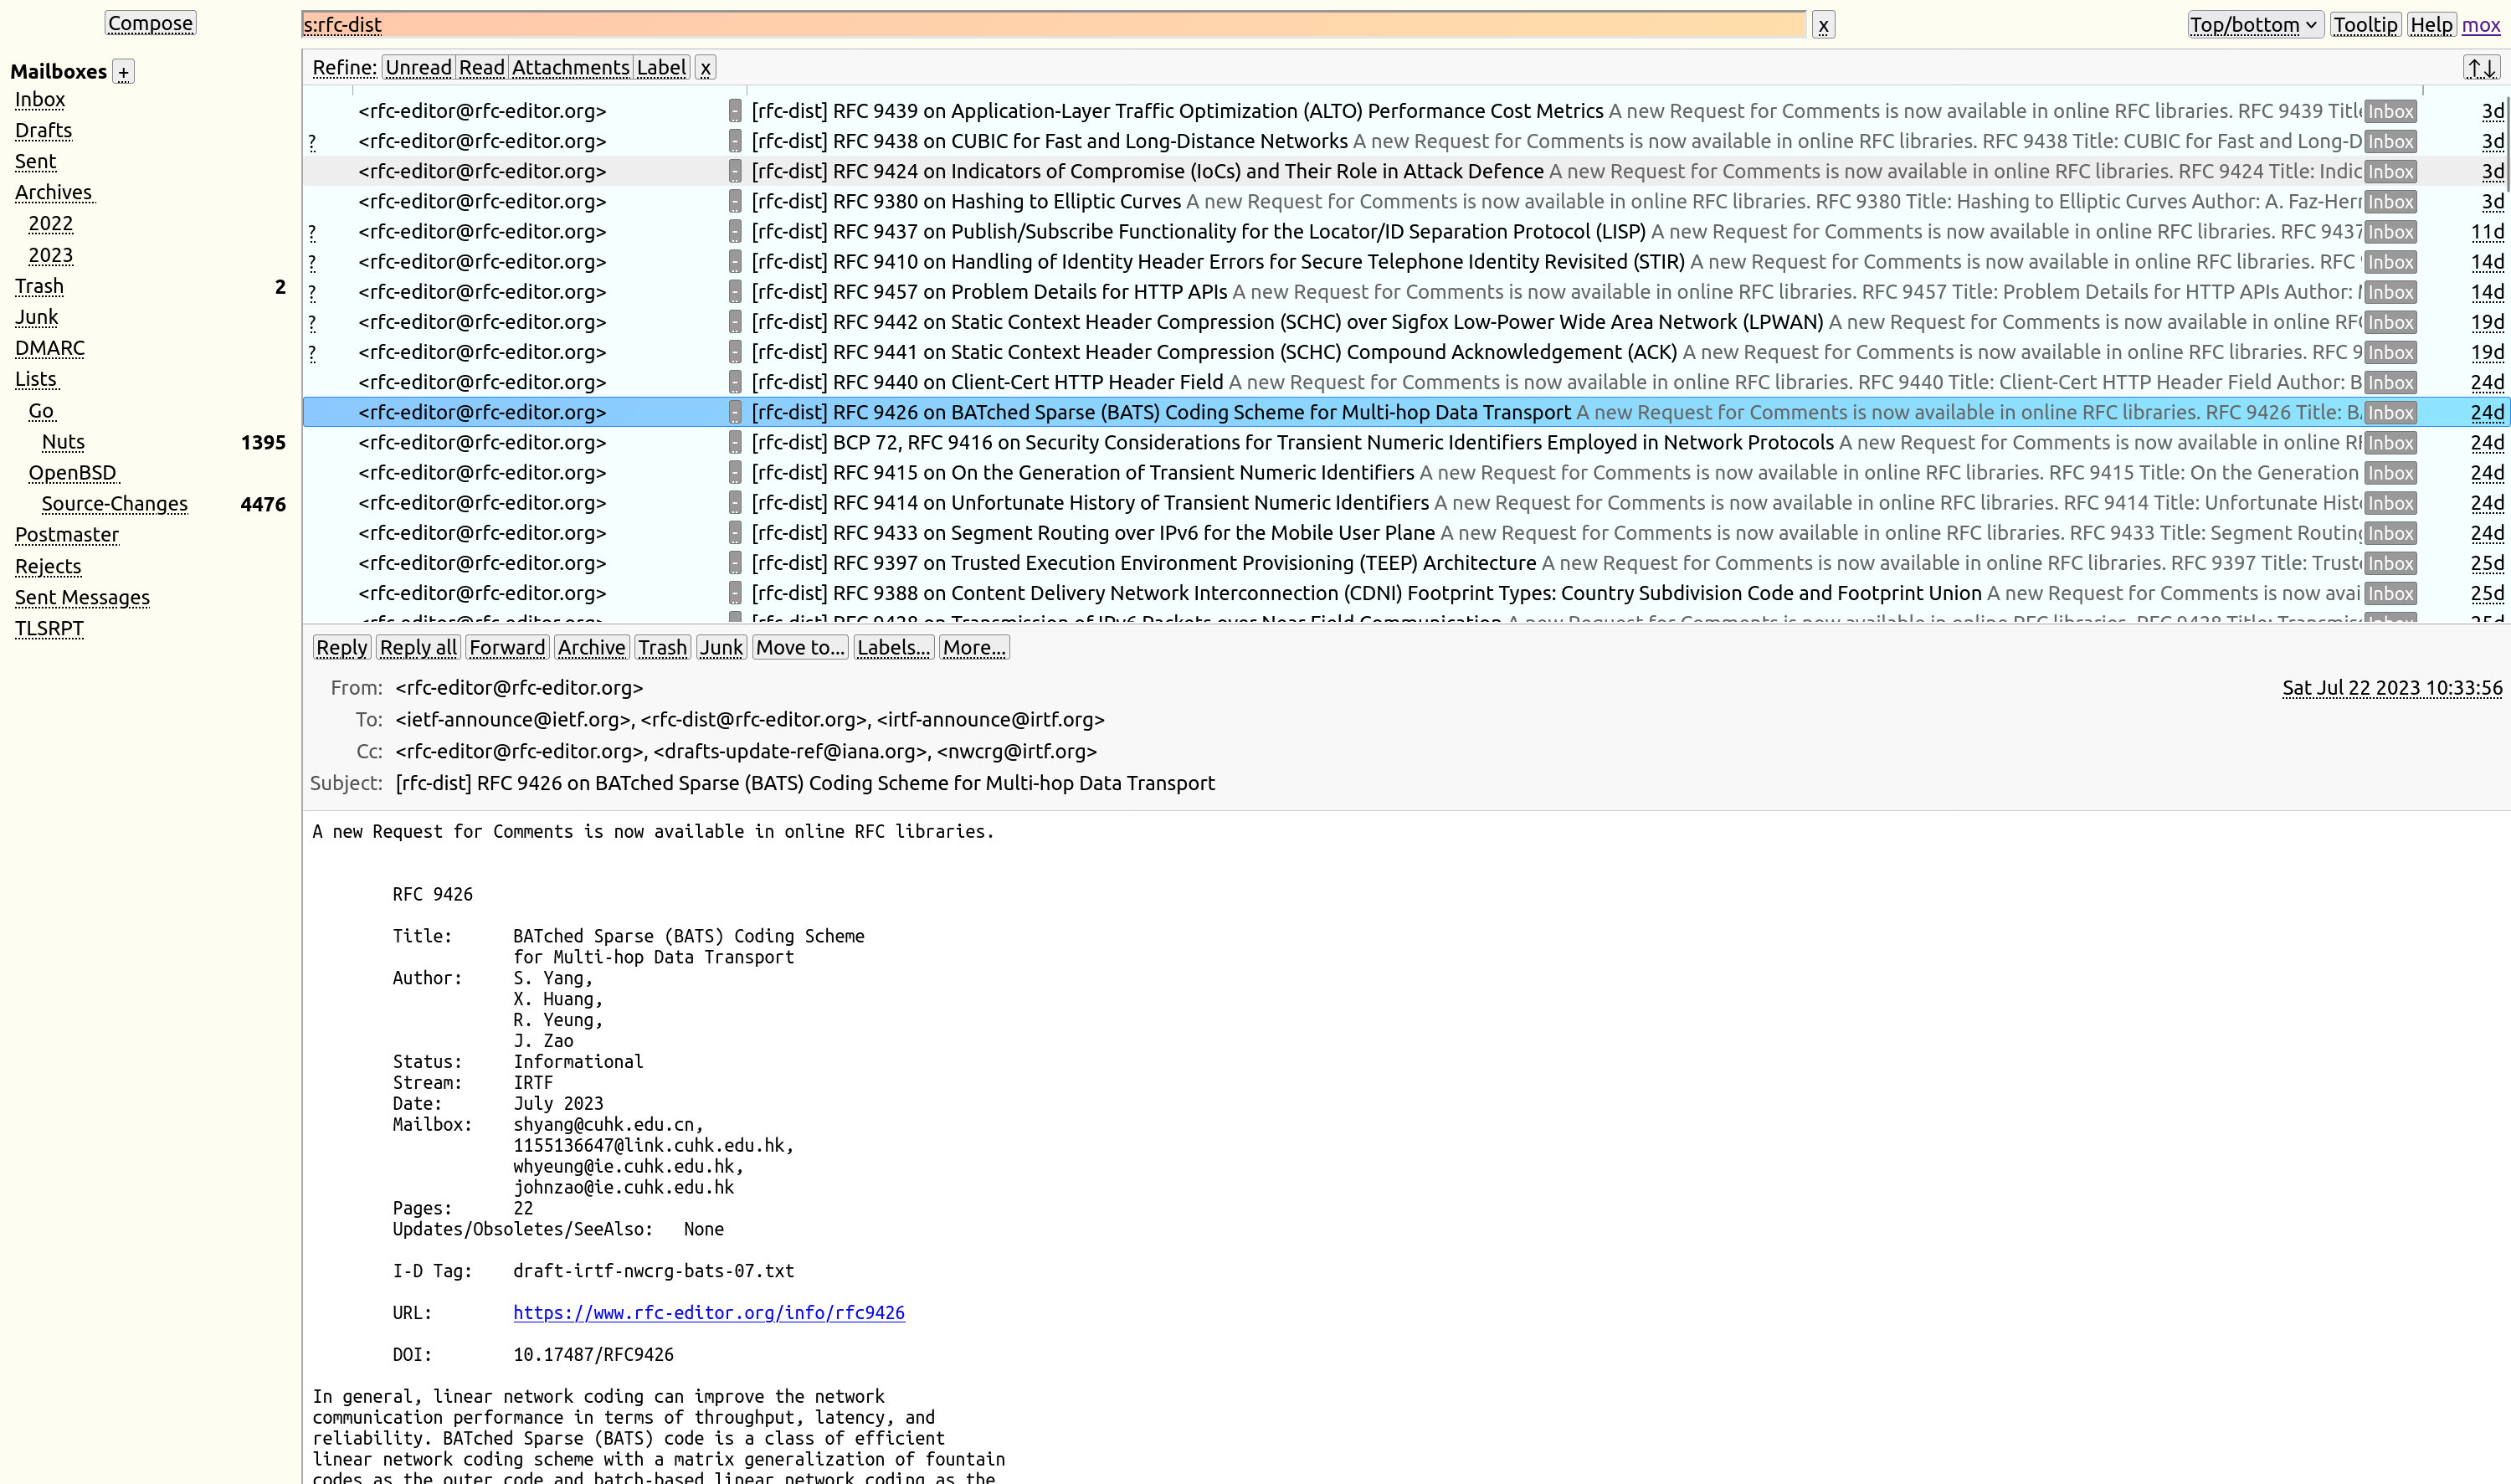 Compose
s:rfc-dist x Top/bottom Tooltip Help mox
Mailboxes +
Inbox
Drafts
Sent
Archives
2022
2023
Trash 2
Junk
DMARC
Lists
Go
Nuts 1395
OpenBSD
Source-Changes 4476
Postmaster
Rejects
Sent Messages
TLSRPT
Refine: Unread Read Attachments Label x ↑↓
<rfc-editor@rfc-editor.org> - [rfc-dist] RFC 9439 on Application-Layer Traffic Optimization (ALTO) Performance Cost Metrics A new Request for Comments is now available in online RFC libraries. RFC 9439 Title Inbox 3d
? <rfc-editor@rfc-editor.org> - [rfc-dist] RFC 9438 on CUBIC for Fast and Long-Distance Networks A new Request for Comments is now available in online RFC libraries. RFC 9438 Title: CUBIC for Fast and Long-D Inbox 3d
<rfc-editor@rfc-editor.org> - [rfc-dist] RFC 9424 on Indicators of Compromise (IoCs) and Their Role in Attack Defence A new Request for Comments is now available in online RFC libraries. RFC 9424 Title: Indic Inbox 3d
<rfc-editor@rfc-editor.org> - [rfc-dist] RFC 9380 on Hashing to Elliptic Curves A new Request for Comments is now available in online RFC libraries. RFC 9380 Title: Hashing to Elliptic Curves Author: A. Faz-Herr Inbox 3d
? <rfc-editor@rfc-editor.org> - [rfc-dist] RFC 9437 on Publish/Subscribe Functionality for the Locator/ID Separation Protocol (LISP) A new Request for Comments is now available in online RFC libraries. RFC 9437 Inbox 11d
? <rfc-editor@rfc-editor.org> - [rfc-dist] RFC 9410 on Handling of Identity Header Errors for Secure Telephone Identity Revisited (STIR) A new Request for Comments is now available in online RFC libraries. RFC Inbox 14d
? <rfc-editor@rfc-editor.org> - [rfc-dist] RFC 9457 on Problem Details for HTTP APIs A new Request for Comments is now available in online RFC libraries. RFC 9457 Title: Problem Details for HTTP APIs Author: Inbox 14d
? <rfc-editor@rfc-editor.org> - [rfc-dist] RFC 9442 on Static Context Header Compression (SCHC) over Sigfox Low-Power Wide Area Network (LPWAN) A new Request for Comments is now available in online RFC Inbox 19d
? <rfc-editor@rfc-editor.org> - [rfc-dist] RFC 9441 on Static Context Header Compression (SCHC) Compound Acknowledgement (ACK) A new Request for Comments is now available in online RFC libraries. RFC 9 Inbox 19d
<rfc-editor@rfc-editor.org> - [rfc-dist] RFC 9440 on Client-Cert HTTP Header Field A new Request for Comments is now available in online RFC libraries. RFC 9440 Title: Client-Cert HTTP Header Field Author: B Inbox 24d
<rfc-editor@rfc-editor.org> - [rfc-dist] RFC 9426 on BATched Sparse (BATS) Coding Scheme for Multi-hop Data Transport A new Request for Comments is now available in online RFC libraries. RFC 9426 Title: BA Inbox 24d
<rfc-editor@rfc-editor.org> - [rfc-dist] BCP 72, RFC 9416 on Security Considerations for Transient Numeric Identifiers Employed in Network Protocols A new Request for Comments is now available in online RF Inbox 24d
<rfc-editor@rfc-editor.org> - [rfc-dist] RFC 9415 on On the Generation of Transient Numeric Identifiers A new Request for Comments is now available in online RFC libraries. RFC 9415 Title: On the Generation Inbox 24d
<rfc-editor@rfc-editor.org> - [rfc-dist] RFC 9414 on Unfortunate History of Transient Numeric Identifiers A new Request for Comments is now available in online RFC libraries. RFC 9414 Title: Unfortunate Hist Inbox 24d
<rfc-editor@rfc-editor.org> - [rfc-dist] RFC 9433 on Segment Routing over IPv6 for the Mobile User Plane A new Request for Comments is now available in online RFC libraries. RFC 9433 Title: Segment Routing Inbox 24d
<rfc-editor@rfc-editor.org> - [rfc-dist] RFC 9397 on Trusted Execution Environment Provisioning (TEEP) Architecture A new Request for Comments is now available in online RFC libraries. RFC 9397 Title: Trust Inbox 25d
<rfc-editor@rfc-editor.org> - [rfc-dist] RFC 9388 on Content Delivery Network Interconnection (CDNI) Footprint Types: Country Subdivision Code and Footprint Union A new Request for Comments is now avai Inbox 25d
<rfc-editor@rfc-editor.org> - [rfc-dist] RFC 9428 on Transmission of IPv6 Packets over Near Field Communication A new Request for Comments is now available in online RFC libraries. RFC 9428 Title: Transmiss Inbox 25d
Reply Reply all Forward Archive Trash Junk Move to... Labels... More...
From: <rfc-editor@rfc-editor.org> Sat Jul 22 2023 10:33:56
To: <ietf-announce@ietf.org>, <rfc-dist@rfc-editor.org>, <irtf-announce@irtf.org>
Cc: <rfc-editor@rfc-editor.org>, <drafts-update-ref@iana.org>, <nwcrg@irtf.org>
Subject: [rfc-dist] RFC 9426 on BATched Sparse (BATS) Coding Scheme for Multi-hop Data Transport
A new Request for Comments is now available in online RFC libraries.
RFC 9426
Title: BATched Sparse (BATS) Coding Scheme
for Multi-hop Data Transport
Author: S. Yang,
X. Huang,
R. Yeung,
J. Zao
Status: Informational
Stream: IRTF
Date: July 2023
Mailbox: shyang@cuhk.edu.cn,
1155136647@link.cuhk.edu.hk,
whyeung@ie.cuhk.edu.hk,
johnzao@ie.cuhk.edu.hk
Pages: 22
Updates/Obsoletes/SeeAlso: None
I-D Tag: draft-irtf-nwcrg-bats-07.txt
URL: https://www.rfc-editor.org/info/rfc9426
DOI: 10.17487/RFC9426
In general, linear network coding can improve the network
communication performance in terms of throughput, latency, and
reliability. BATched Sparse (BATS) code is a class of efficient
linear network coding scheme with a matrix generalization of fountain
codes as the outer code and batch-based linear network coding as the